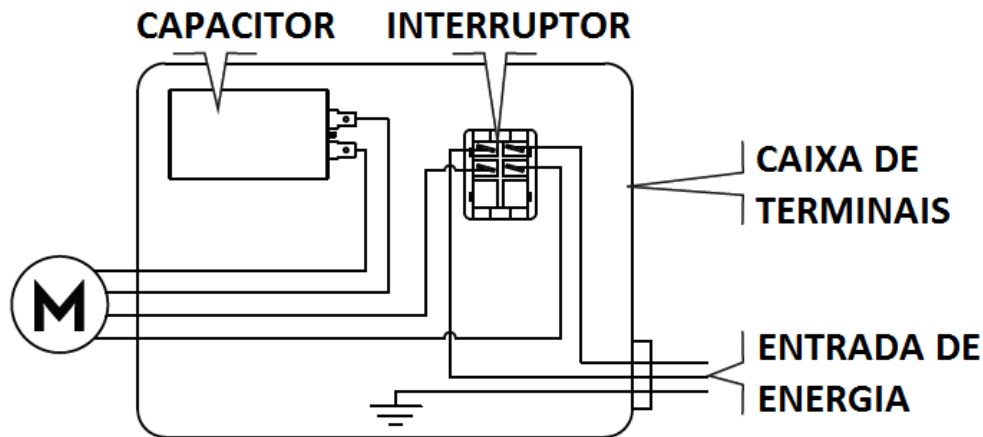 CAPACITOR
INTERRUPTOR
CAIXA DE
TERMINAIS
M
ENTRADA DE
ENERGIA